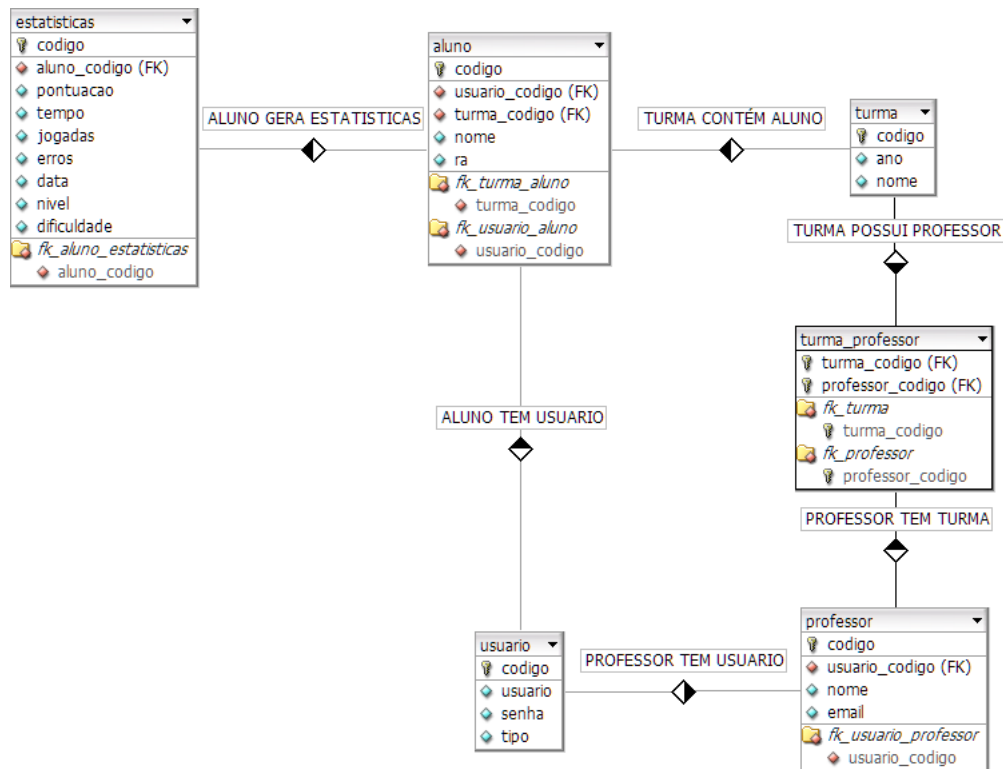 estatisticas
codigo
aluno_codigo (FK)
pontuacao
tempo
jogadas
erros
data
nivel
dificuldade
fk_aluno_estatisticas
aluno_codigo
ALUNO GERA ESTATISTICAS
aluno
codigo
usuario_codigo (FK)
turma_codigo (FK)
nome
ra
fk_turma_aluno
turma_codigo
fk_usuario_aluno
usuario_codigo
TURMA CONTÉM ALUNO
turma
codigo
ano
nome
TURMA POSSUI PROFESSOR
turma_professor
turma_codigo (FK)
professor_codigo (FK)
fk_turma
turma_codigo
fk_professor
professor_codigo
ALUNO TEM USUARIO
PROFESSOR TEM TURMA
usuario
codigo
usuario
senha
tipo
PROFESSOR TEM USUARIO
professor
codigo
usuario_codigo (FK)
nome
email
fk_usuario_professor
usuario_codigo